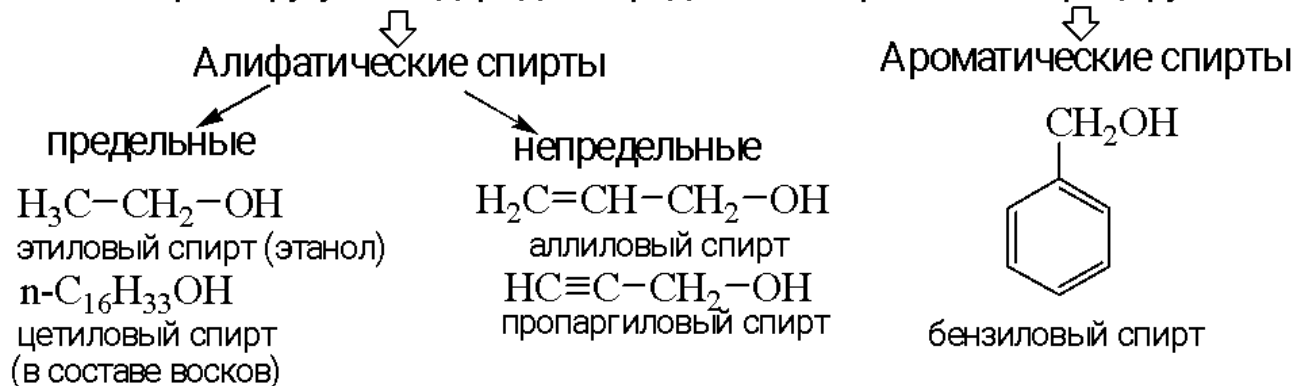 Алифатические спирты
предельные
H₃C−CH₂−OH
этиловый спирт (этанол)
n-C₁₆H₃₃OH
цетиловый спирт
(в составе восков)
непредельные
H₂C=CH−CH₂−OH
аллиловый спирт
HC≡C−CH₂−OH
пропаргиловый спирт
Ароматические спирты
CH₂OH
бензиловый спирт